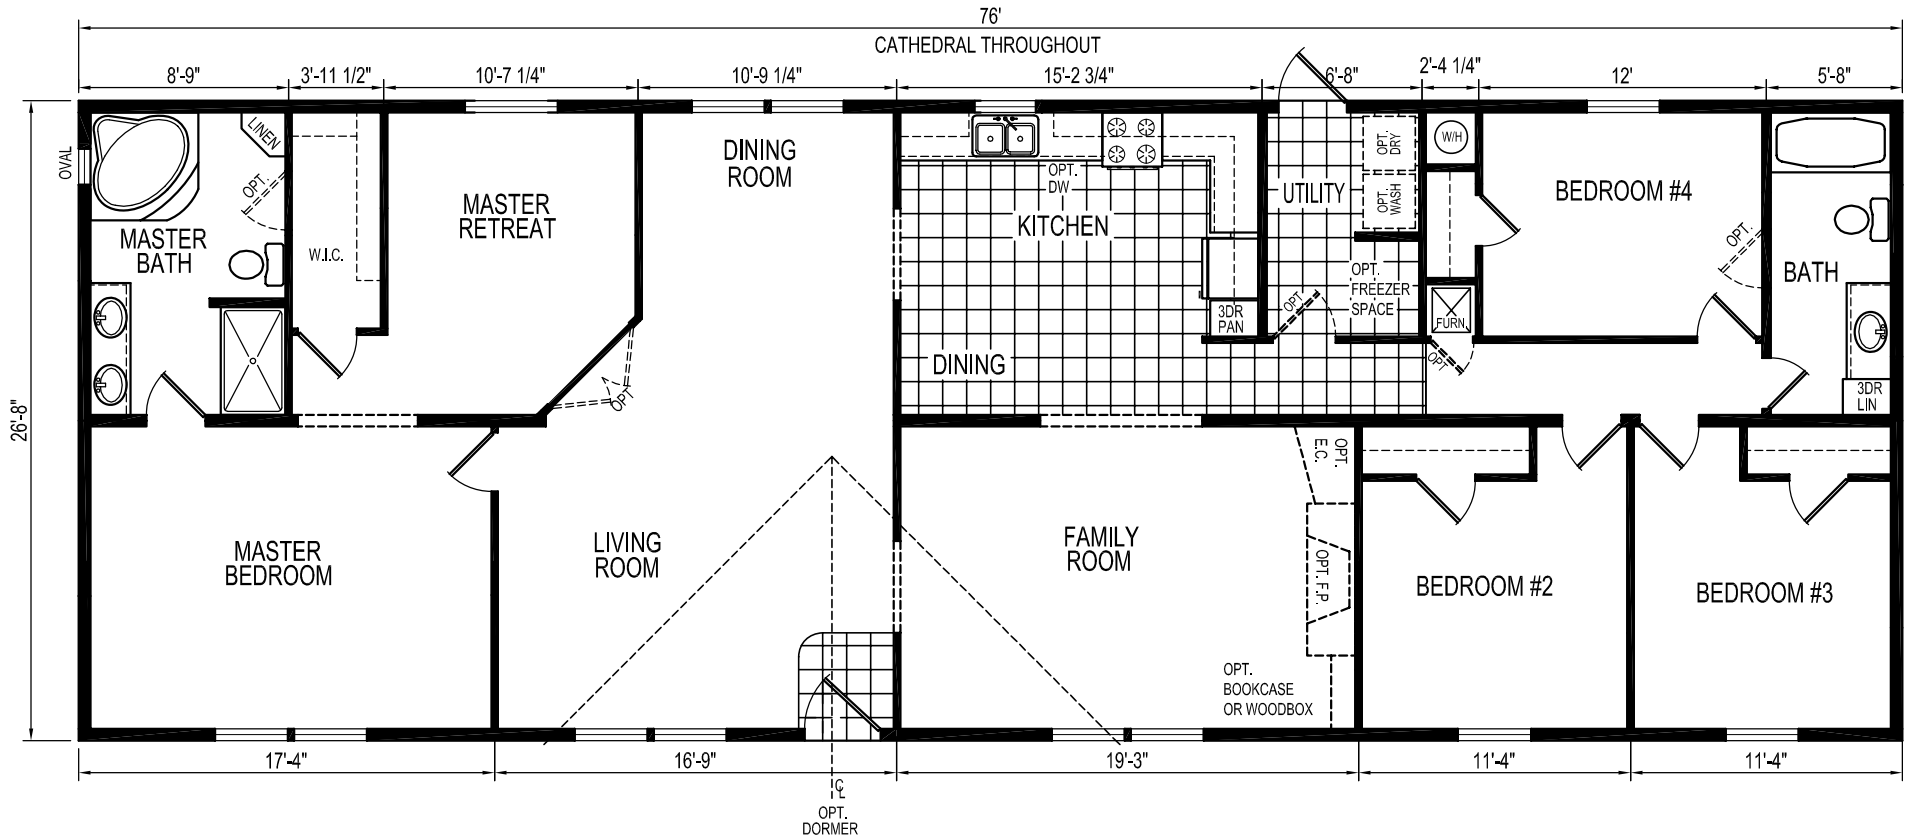 76'
CATHEDRAL THROUGHOUT
8'-9"
3'-11 1/2"
10'-7 1/4"
10'-9 1/4"
15'-2 3/4"
6'-8"
2'-4 1/4"
12'
5'-8"
26'-8"
OVAL
LINEN
OPT.
MASTER
BATH
W.I.C.
MASTER
RETREAT
OPT
DINING
ROOM
OPT.
DW
KITCHEN
3DR
PAN
DINING
UTILITY
OPT.
DRY
OPT.
WASH
OPT.
FREEZER
SPACE
OPT
W/H
FURN
OPT
BEDROOM #4
OPT.
BATH
3DR
LIN
MASTER
BEDROOM
LIVING
ROOM
FAMILY
ROOM
OPT.
E.C.
OPT. F.P.
OPT.
BOOKCASE
OR WOODBOX
BEDROOM #2
BEDROOM #3
17'-4"
16'-9"
19'-3"
11'-4"
11'-4"
CL
OPT.
DORMER